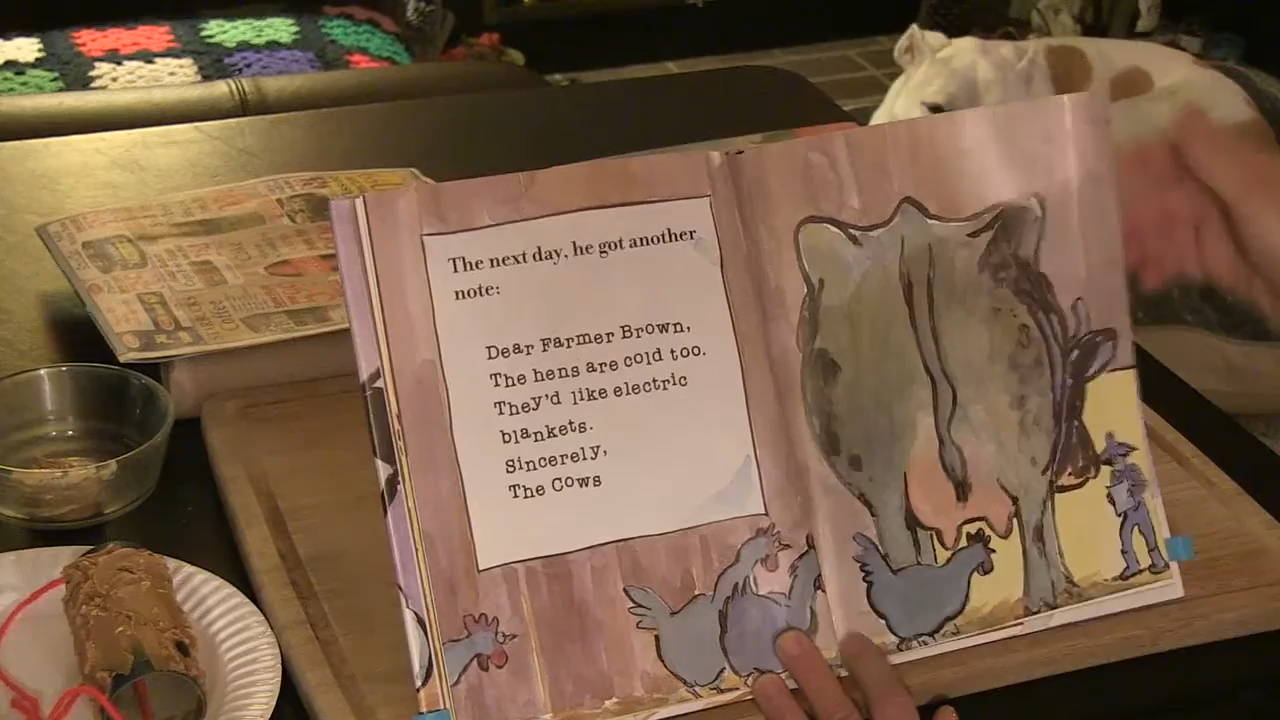 The next day, he got another
note:
Dear Farmer Brown,
The hens are cold too.
They'd like electric
blankets.
Sincerely,
The Cows